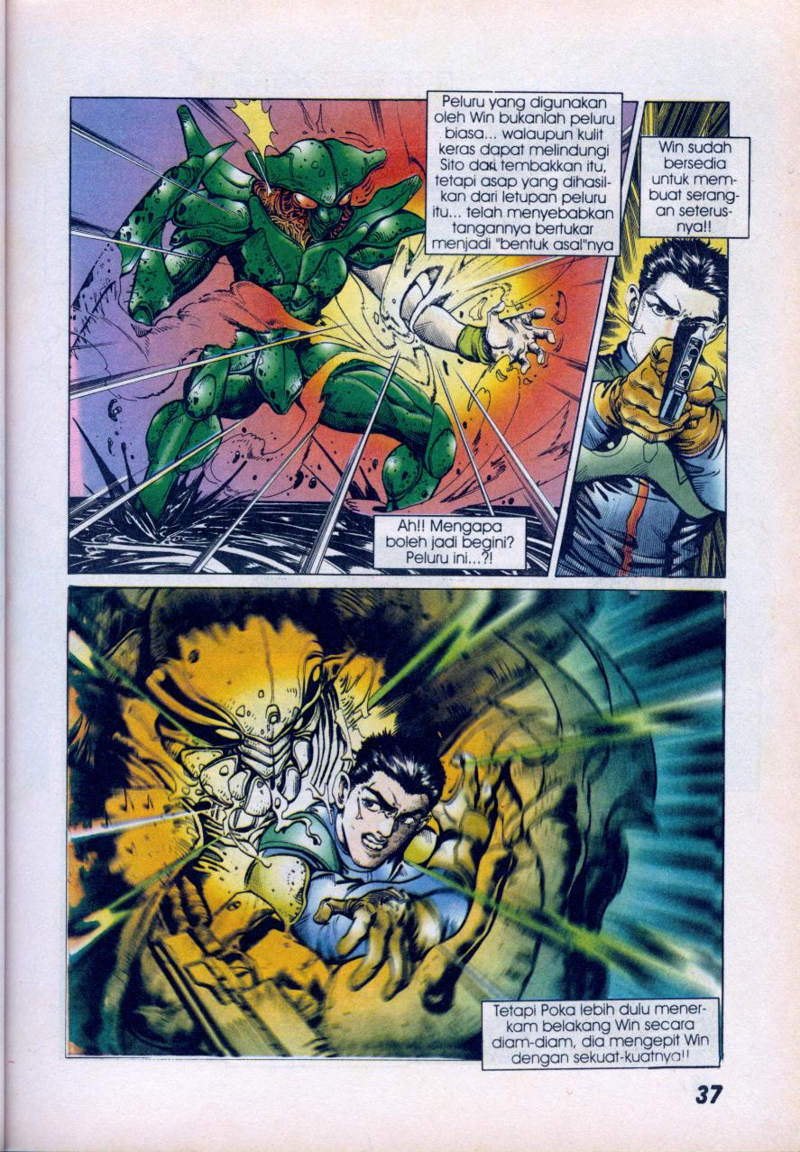 Peluru yang digunakan
oleh Win bukanlah peluru
biasa... walaupun kulit
keras dapat melindungi
Sito dari tembakkan itu,
tetapi asap yang dihasil-
kan dari letupan peluru
itu... telah menyebabkan
tangannya bertukar
menjadi "bentuk asal"nya
Win sudah
bersedia
untuk mem-
buat serang-
an seterus-
nya!!
Ah!! Mengapa
boleh jadi begini?
Peluru ini...?!
Tetapi Poka lebih dulu mener-
kam belakang Win secara
diam-diam, dia mengepit Win
dengan sekuat-kuatnya!!
37